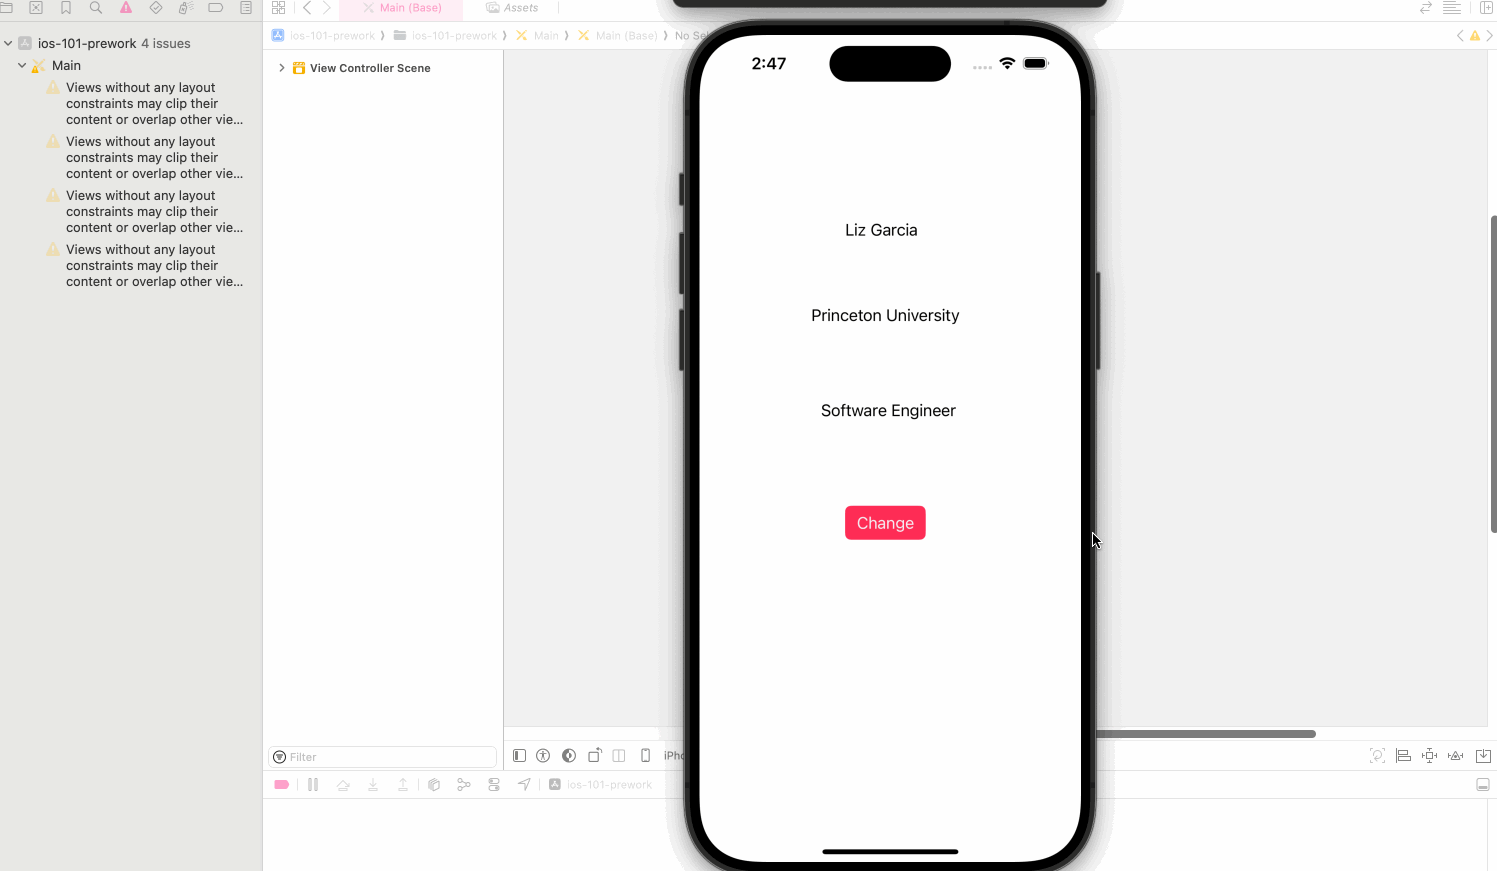 Main (Base)
Assets
ios-101-prework 4 issues
ios-101-prework
ios-101-prework
Main
Main (Base)
Main
View Controller Scene
Views without any layout
constraints may clip their
content or overlap other vie...
Views without any layout
constraints may clip their
content or overlap other vie...
Views without any layout
constraints may clip their
content or overlap other vie...
Views without any layout
constraints may clip their
content or overlap other vie...
2:47
Liz Garcia
Princeton University
Software Engineer
Change
Filter
ios-101-prework